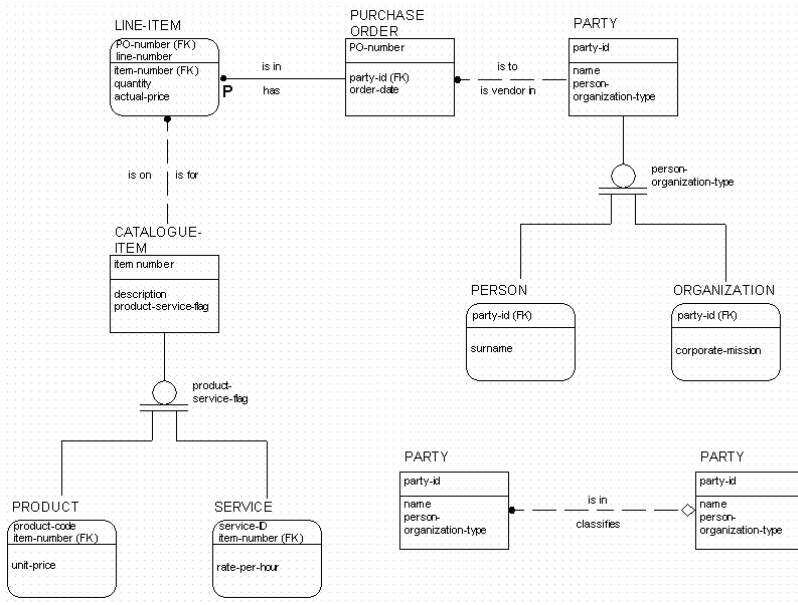 LINE-ITEM
PO-number (FK)
line-number
item-number (FK)
quantity
actual-price
P
is in
has
PURCHASE
ORDER
PO-number
party-id (FK)
order-date
is to
is vendor in
PARTY
party-id
name
person-
organization-type
person-
organization-type
is on
is for
CATALOGUE-
ITEM
item number
description
product-service-flag
PERSON
party-id (FK)
surname
ORGANIZATION
party-id (FK)
corporate-mission
product-
service-flag
PRODUCT
product-code
item-number (FK)
unit-price
SERVICE
service-ID
item-number (FK)
rate-per-hour
PARTY
party-id
name
person-
organization-type
is in
classifies
PARTY
party-id
name
person-
organization-type